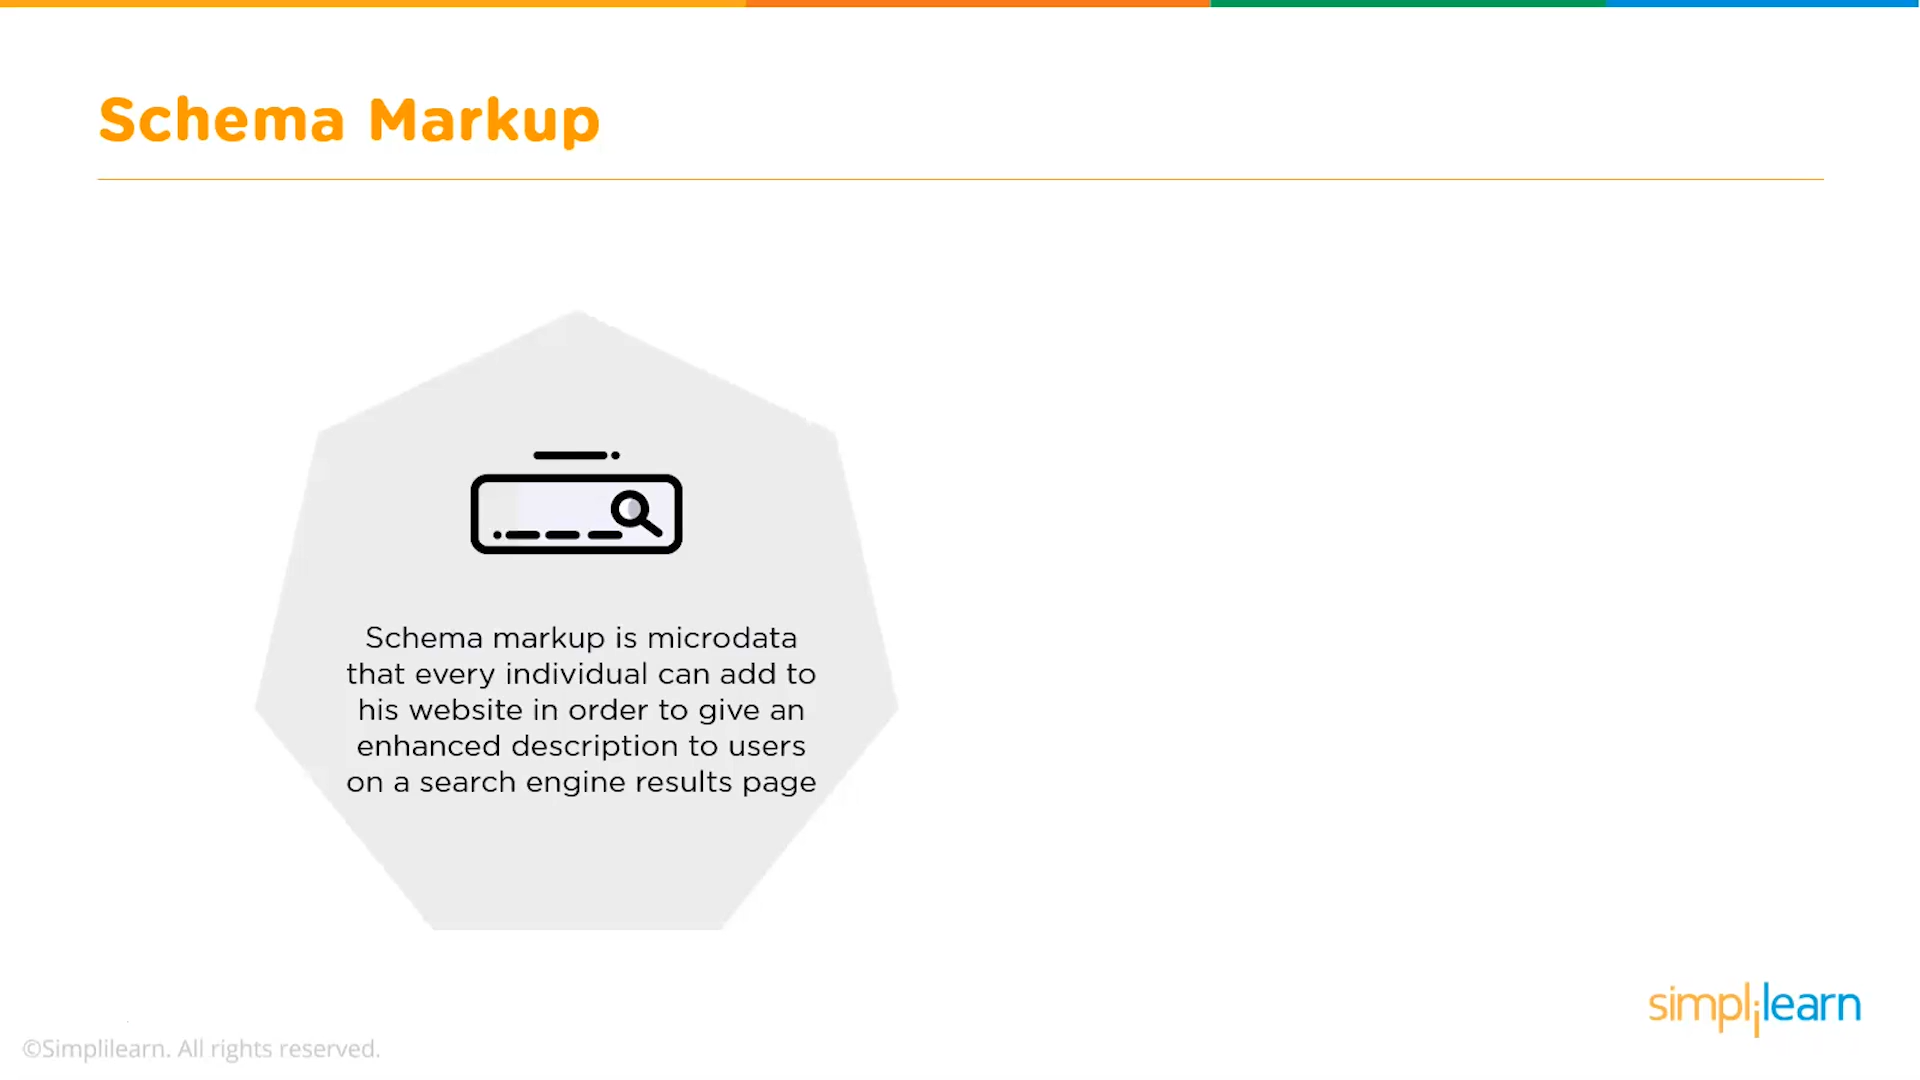 Schema Markup
Schema markup is microdata
that every individual can add to
his website in order to give an
enhanced description to users
on a search engine results page
simplilearn
©Simplilearn. All rights reserved.